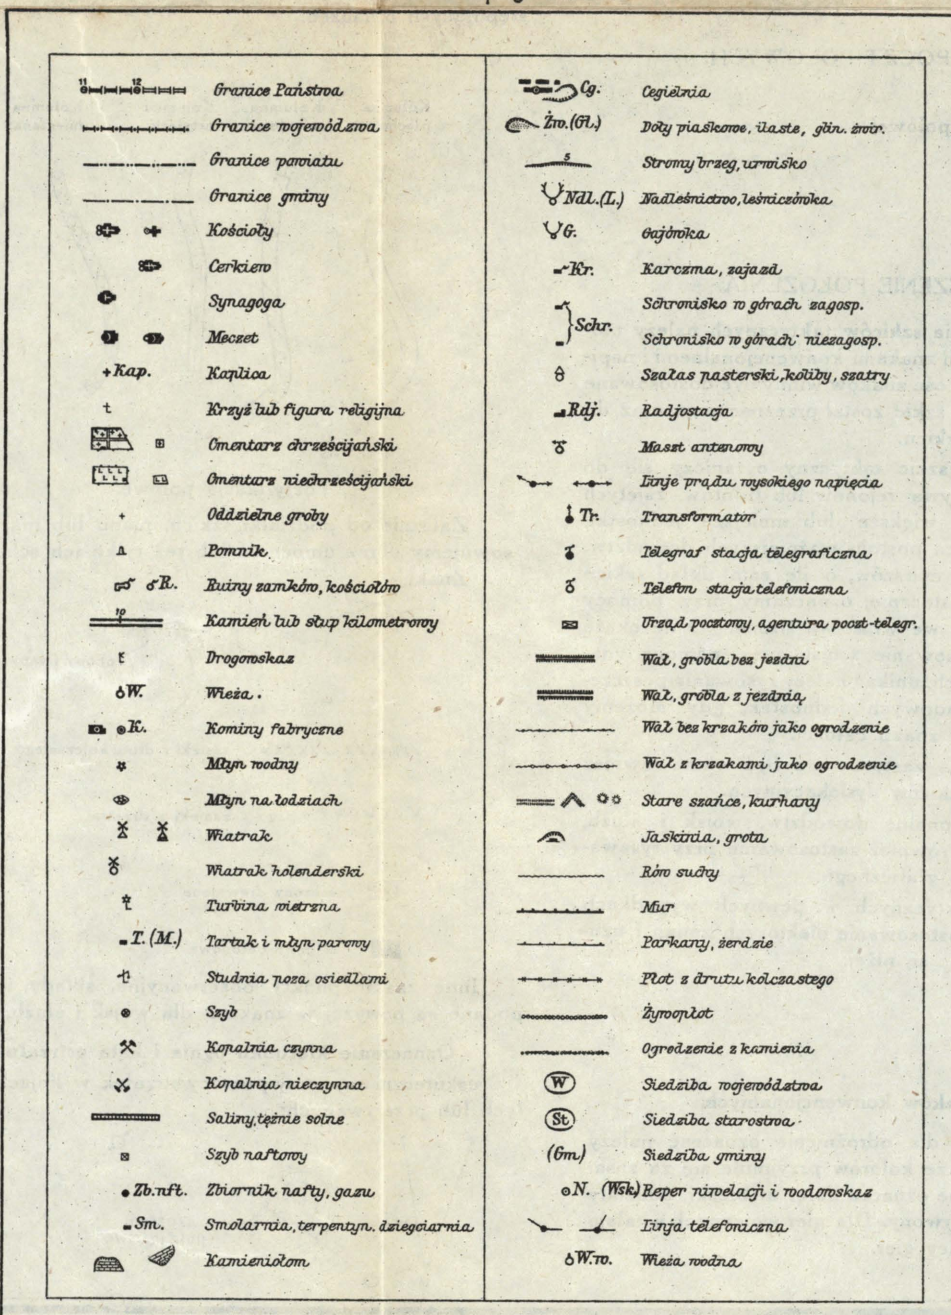 11 12 Granice Państwa
Granice województwa
Granice powiatu
Granice gminy
Kościoły
Cerkiew
Synagoga
Meczet
+Kap. Kaplica
Krzyż lub figura religijna
Cmentarz chrześcijański
Cmentarz niechrześcijański
Oddzielne groby
Pomnik
R. Ruiny zamków, kościołów
10 Kamień lub słup kilometrowy
Drogowskaz
W. Wieża.
K. Kominy fabryczne
Młyn wodny
Młyn na łodziach
Wiatrak
Wiatrak holenderski
Turbina wietrzna
T. (M.) Tartak i młyn parowy
Studnia poza osiedlami
Szyb
Kopalnia czynna
Kopalnia nieczynna
Saliny, tężnie solne
Szyb naftowy
Zb.nft. Zbiornik nafty, gazu
Sm. Smolarnia, terpentyn. dziegciarnia
Kamieniołom
Cg. Cegielnia
Żw.(Gl.) Doły piaskowe, ilaste, glin. żwir.
5 Stromy brzeg, urwisko
Ndl.(L.) Nadleśnictwo, leśniczówka
G. Gajówka
Kr. Karczma, zajazd
Schronisko w górach zagosp.
Schr.
Schronisko w górach niezagosp.
Szałas pasterski, koliby, szatry
Rdj. Radjostacja
Maszt antenowy
Linje prądu wysokiego napięcia
Tr. Transformator
Telegraf stacja telegraficzna
Telefon stacja telefoniczna
Urząd pocztowy, agentura poczt-telegr.
Wał, grobla bez jezdni
Wał, grobla z jezdnią
Wał bez krzaków jako ogrodzenie
Wał z krzakami jako ogrodzenie
Stare szańce, kurhany
Jaskinia, grota
Rów suchy
Mur
Parkany, żerdzie
Płot z drutu kolczastego
Żywopłot
Ogrodzenie z kamienia
W Siedziba województwa
St Siedziba starostwa
(Gm) Siedziba gminy
N. (Wsk.) Reper niwelacji i wodowskaz
Linja telefoniczna
W.w. Wieża wodna